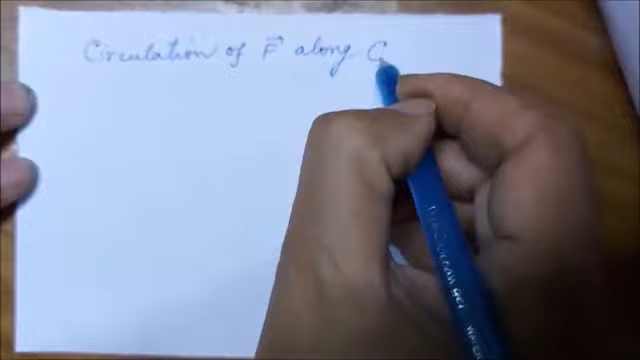 Circulation of F⃗ along C